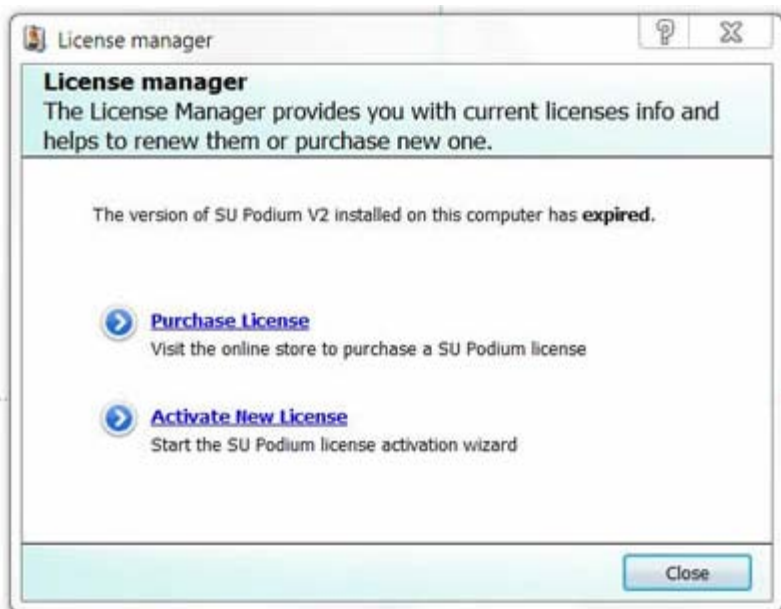 License manager
License manager
The License Manager provides you with current licenses info and
helps to renew them or purchase new one.
The version of SU Podium V2 installed on this computer has expired.
Purchase License
Visit the online store to purchase a SU Podium license
Activate New License
Start the SU Podium license activation wizard
Close